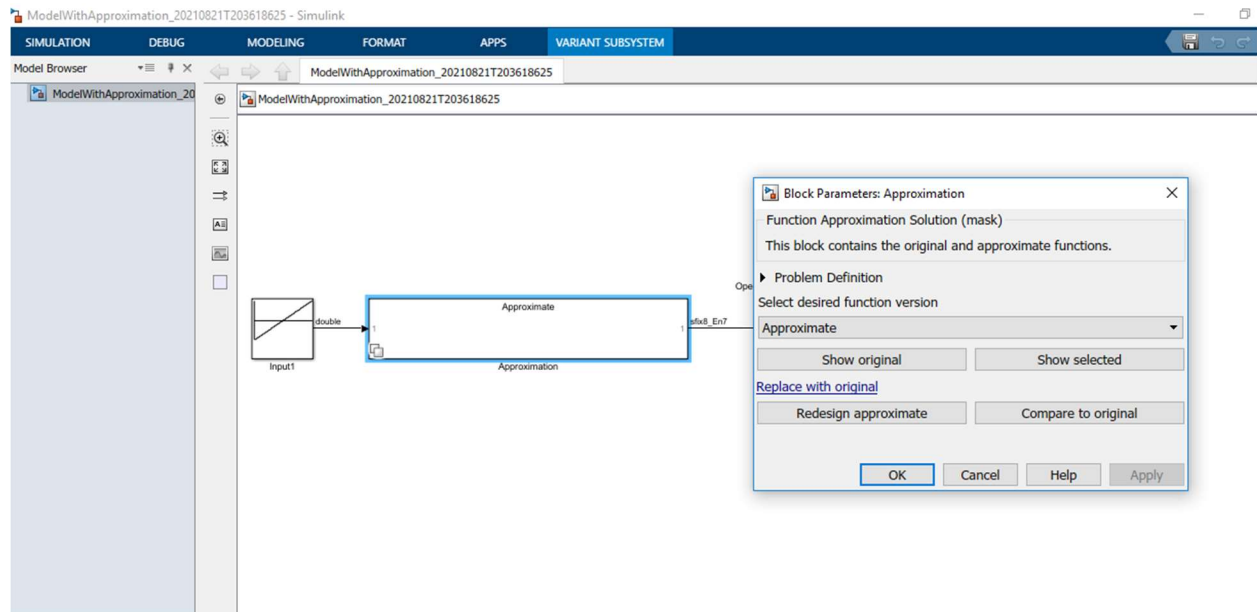 ModelWithApproximation_20210821T203618625 - Simulink
SIMULATION DEBUG MODELING FORMAT APPS VARIANT SUBSYSTEM
Model Browser
ModelWithApproximation_20210821T203618625
ModelWithApproximation_20
ModelWithApproximation_20210821T203618625
Approximate
double
1
1
sfix8_En7
Input1
Approximation
Ope
Block Parameters: Approximation
Function Approximation Solution (mask)
This block contains the original and approximate functions.
Problem Definition
Select desired function version
Approximate
Show original Show selected
Replace with original
Redesign approximate Compare to original
OK Cancel Help Apply